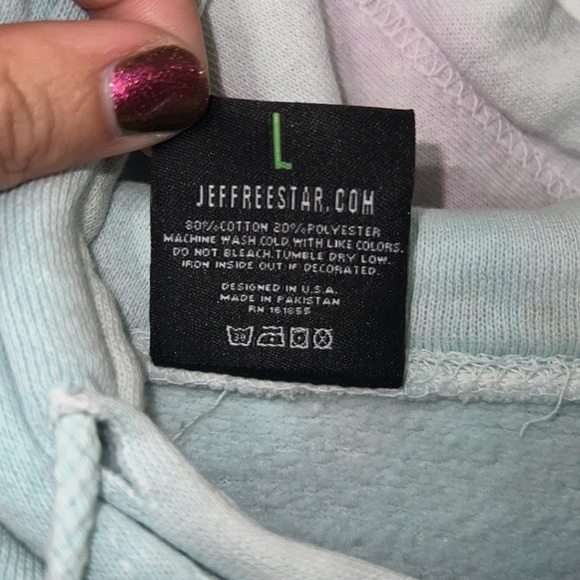 L
JEFFREESTAR.COM
80%COTTON 20%POLYESTER
MACHINE WASH COLD WITH LIKE COLORS.
DO NOT BLEACH.TUMBLE DRY LOW.
IRON INSIDE OUT IF DECORATED.
DESIGNED IN U.S.A.
MADE IN PAKISTAN
RN 161855
30